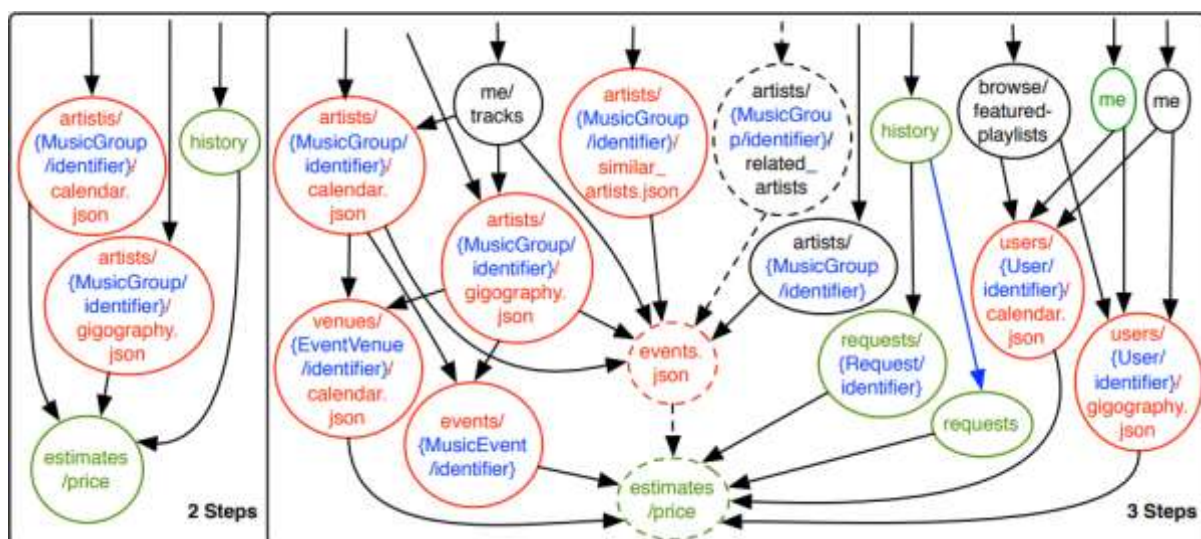 artistis/
{MusicGroup
/identifier}/
calendar.
json
history
artists/
{MusicGroup/
identifier}/
gigography.
json
estimates
/price
2 Steps
artists/
{MusicGroup/
identifier}/
calendar.
json
me/
tracks
artists/
{MusicGroup
/identifier}/
similar_
artists.json
artists/
{MusicGrou
p/identifier}/
related_
artists
history
browse/
featured-
playlists
me
me
artists/
{MusicGroup/
identifier}/
gigography.
json
artists/
{MusicGroup
/identifier}
users/
{User/
identifier}/
calendar.
json
venues/
{EventVenue
/identifier}/
calendar.
json
events.
json
requests/
{Request/
identifier}
users/
{User/
identifier}/
gigography.
json
events/
{MusicEvent
/identifier}
requests
estimates
/price
3 Steps